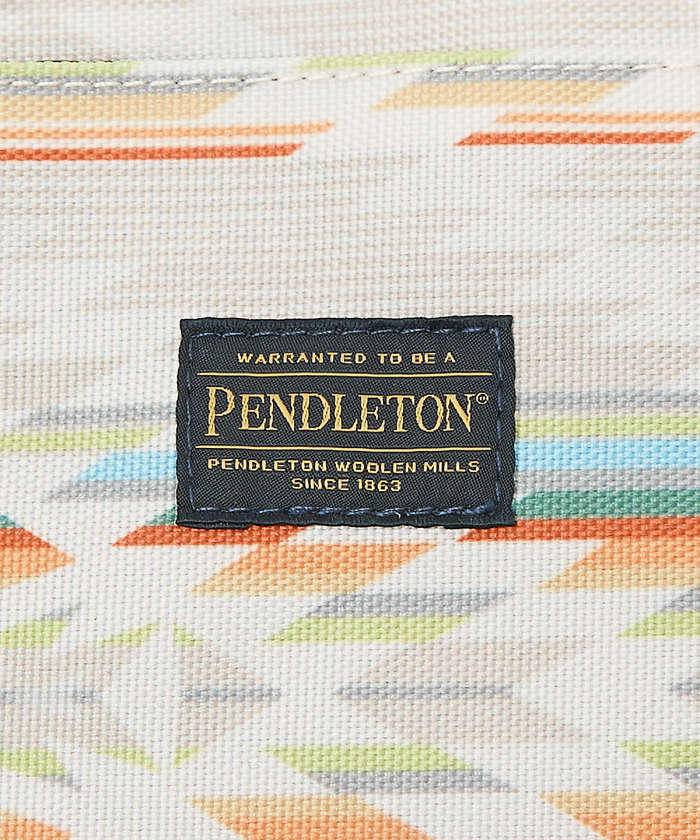 WARRANTED TO BE A
PENDLETON®
PENDLETON WOOLEN MILLS
SINCE 1863